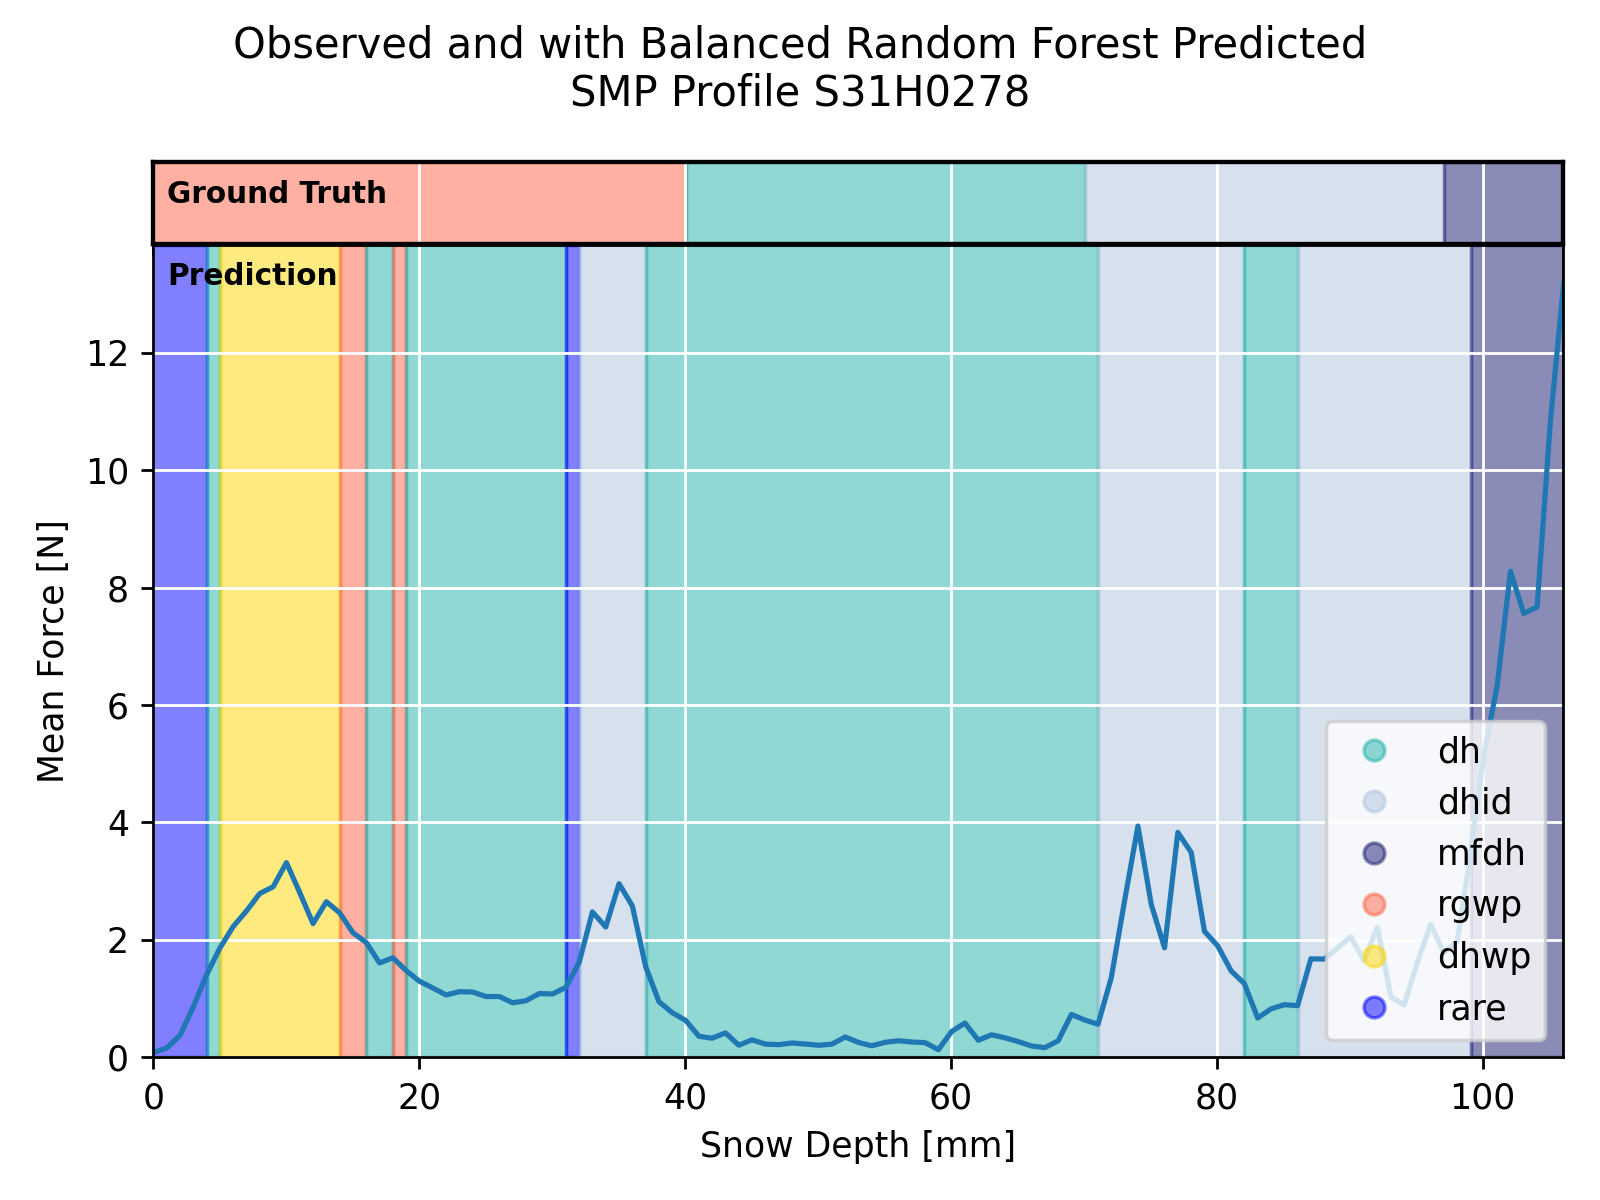 Observed and with Balanced Random Forest Predicted
SMP Profile S31H0278
Ground Truth
Prediction
12
10
8
6
4
2
0
Mean Force [N]
dh
dhid
mfdh
rgwp
dhwp
rare
0 20 40 60 80 100
Snow Depth [mm]